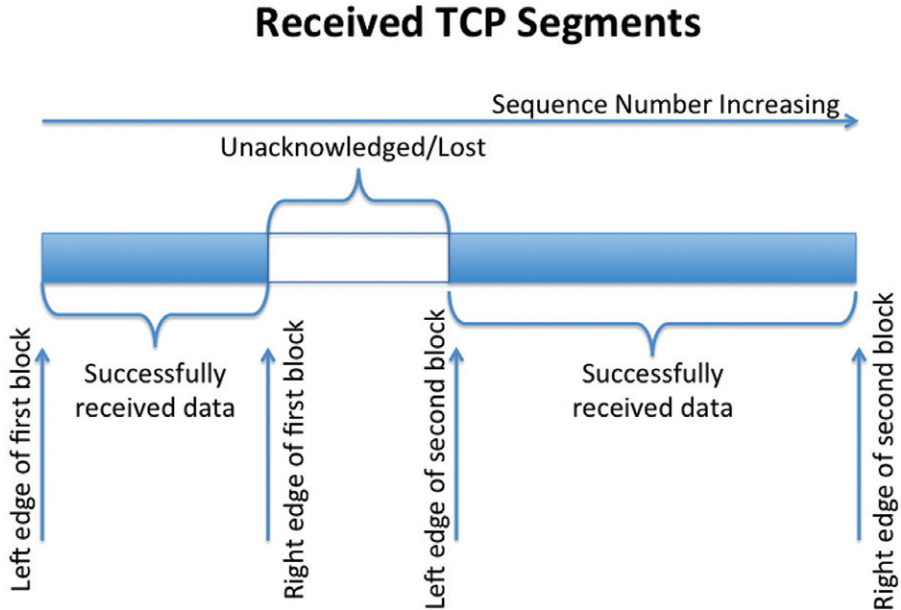 Received TCP Segments
Sequence Number Increasing
Unacknowledged/Lost
Left edge of first block
Successfully
received data
Right edge of first block
Left edge of second block
Successfully
received data
Right edge of second block